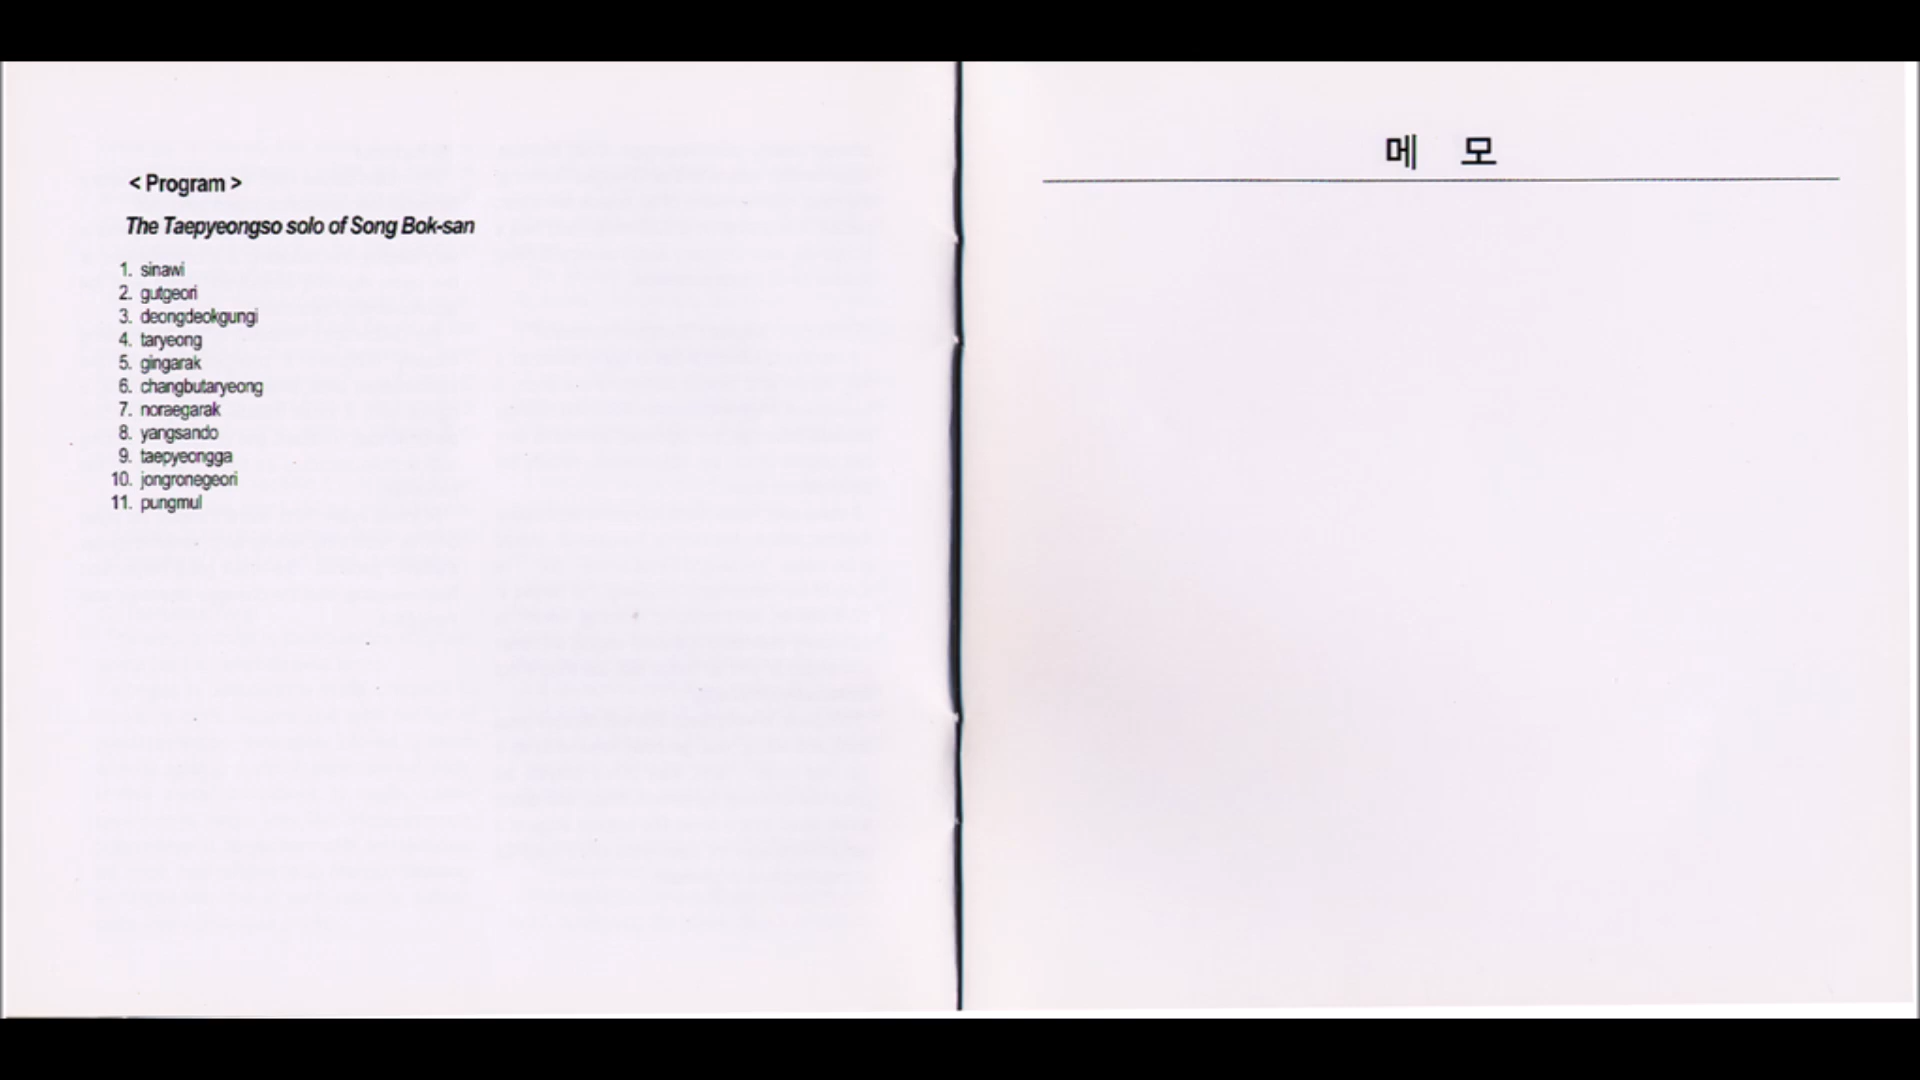 < Program >
The Taepyeongso solo of Song Bok-san
1. sinawi
2. gutgeori
3. deongdeokgungi
4. taryeong
5. gingarak
6. changbutaryeong
7. noraegarak
8. yangsando
9. taepyeongga
10. jongronegeori
11. pungmul
메 모